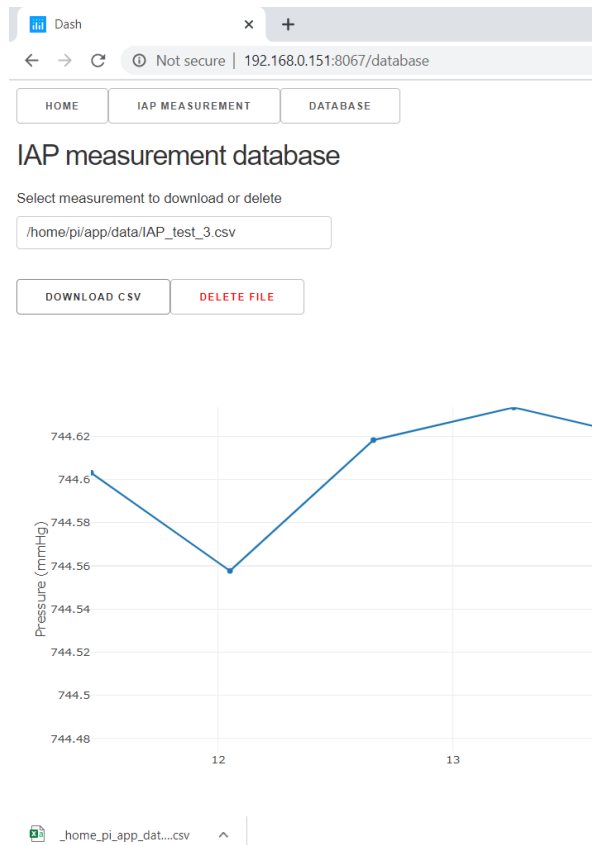 Dash
Not secure | 192.168.0.151:8067/database
HOME IAP MEASUREMENT DATABASE
IAP measurement database
Select measurement to download or delete
/home/pi/app/data/IAP_test_3.csv
DOWNLOAD CSV DELETE FILE
744.62
744.6
744.58
744.56
744.54
744.52
744.5
744.48
Pressure (mmHg)
12 13
_home_pi_app_dat....csv